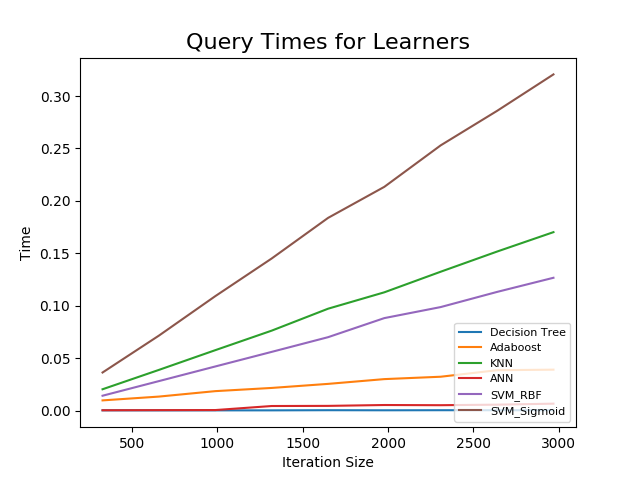 Query Times for Learners
Time
0.30
0.25
0.20
0.15
0.10
0.05
0.00
Decision Tree
Adaboost
KNN
ANN
SVM_RBF
SVM_Sigmoid
500
1000
1500
2000
2500
3000
Iteration Size